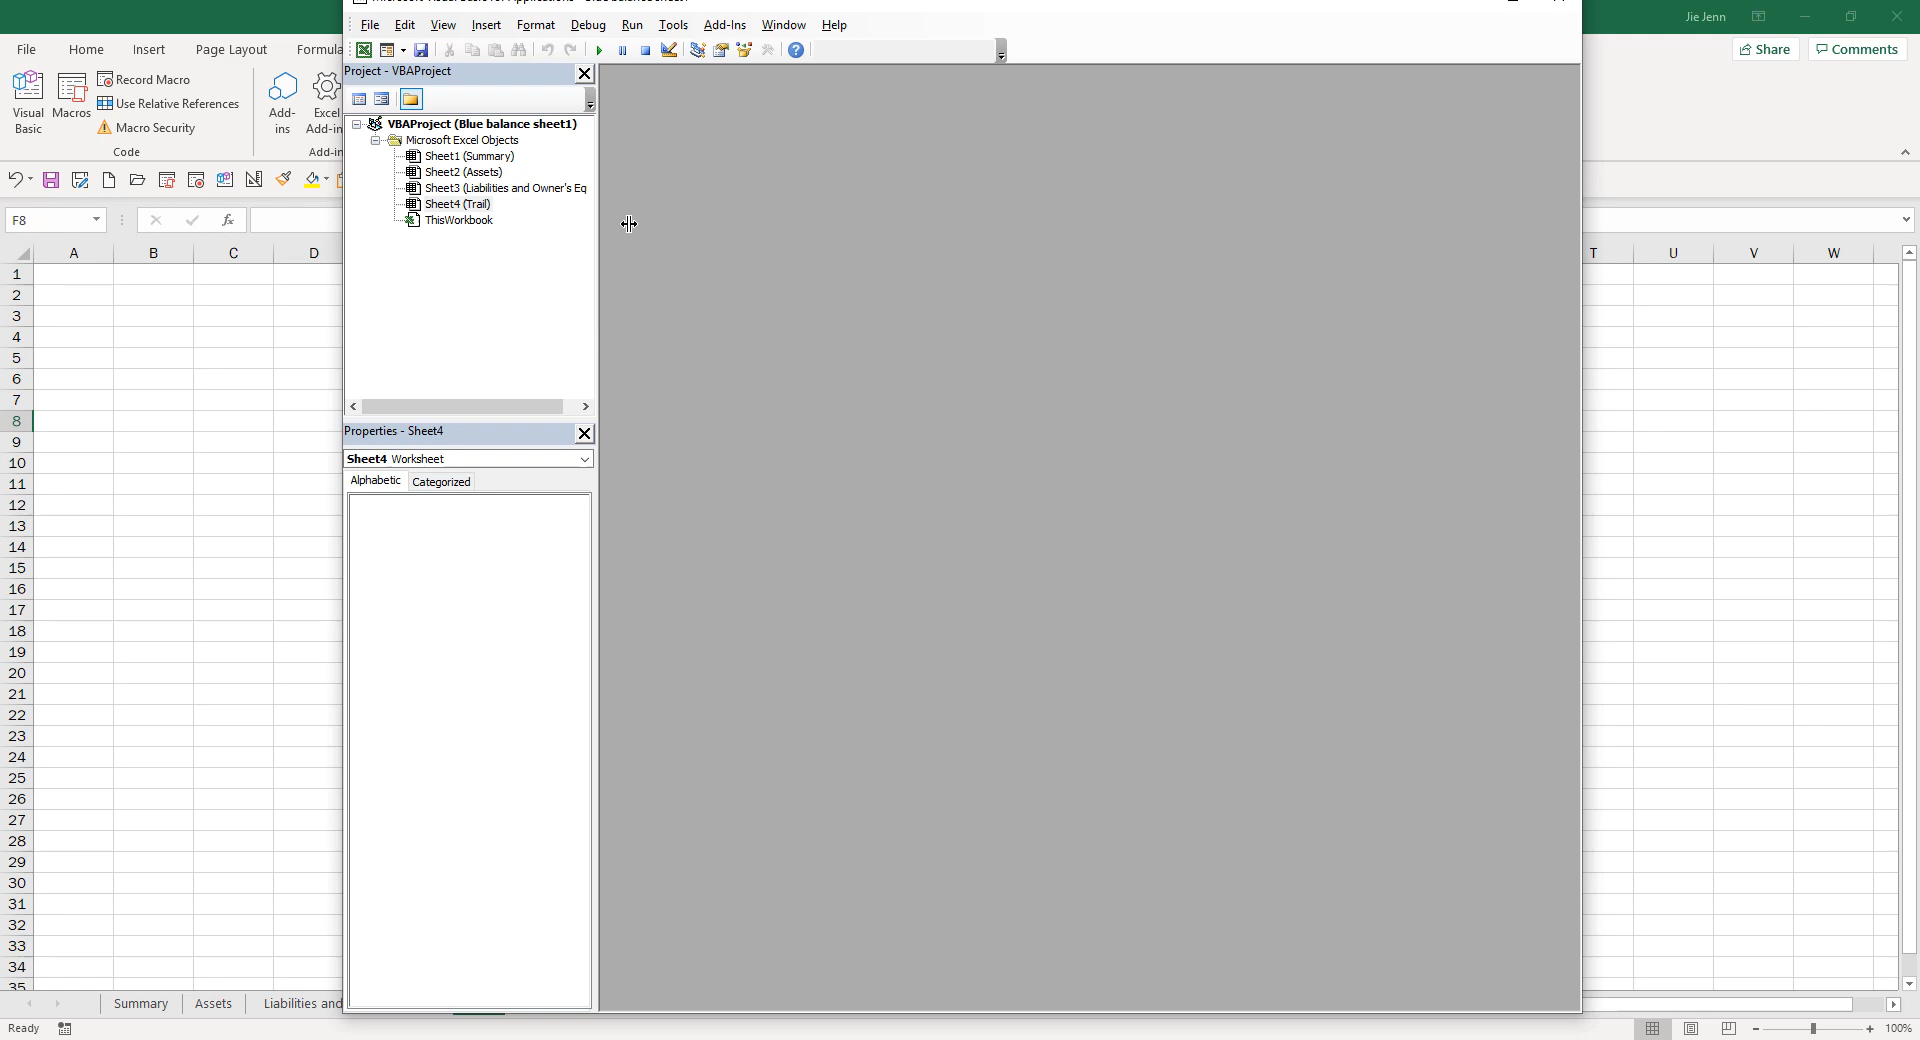 Jie Jenn
File Edit View Insert Format Debug Run Tools Add-Ins Window Help
File Home Insert Page Layout Formula
Share Comments
Visual Basic
Macros
Record Macro
Use Relative References
Macro Security
Code
Add-ins
Excel Add-in
Add-in
Project - VBAProject
VBAProject (Blue balance sheet1)
Microsoft Excel Objects
Sheet1 (Summary)
Sheet2 (Assets)
Sheet3 (Liabilities and Owner's Eq
Sheet4 (Trail)
ThisWorkbook
F8
fx
A B C D T U V W
1
2
3
4
5
6
7
8
9
10
11
12
13
14
15
16
17
18
19
20
21
22
23
24
25
26
27
28
29
30
31
32
33
34
35
Properties - Sheet4
Sheet4 Worksheet
Alphabetic Categorized
Summary Assets Liabilities and
Ready
100%